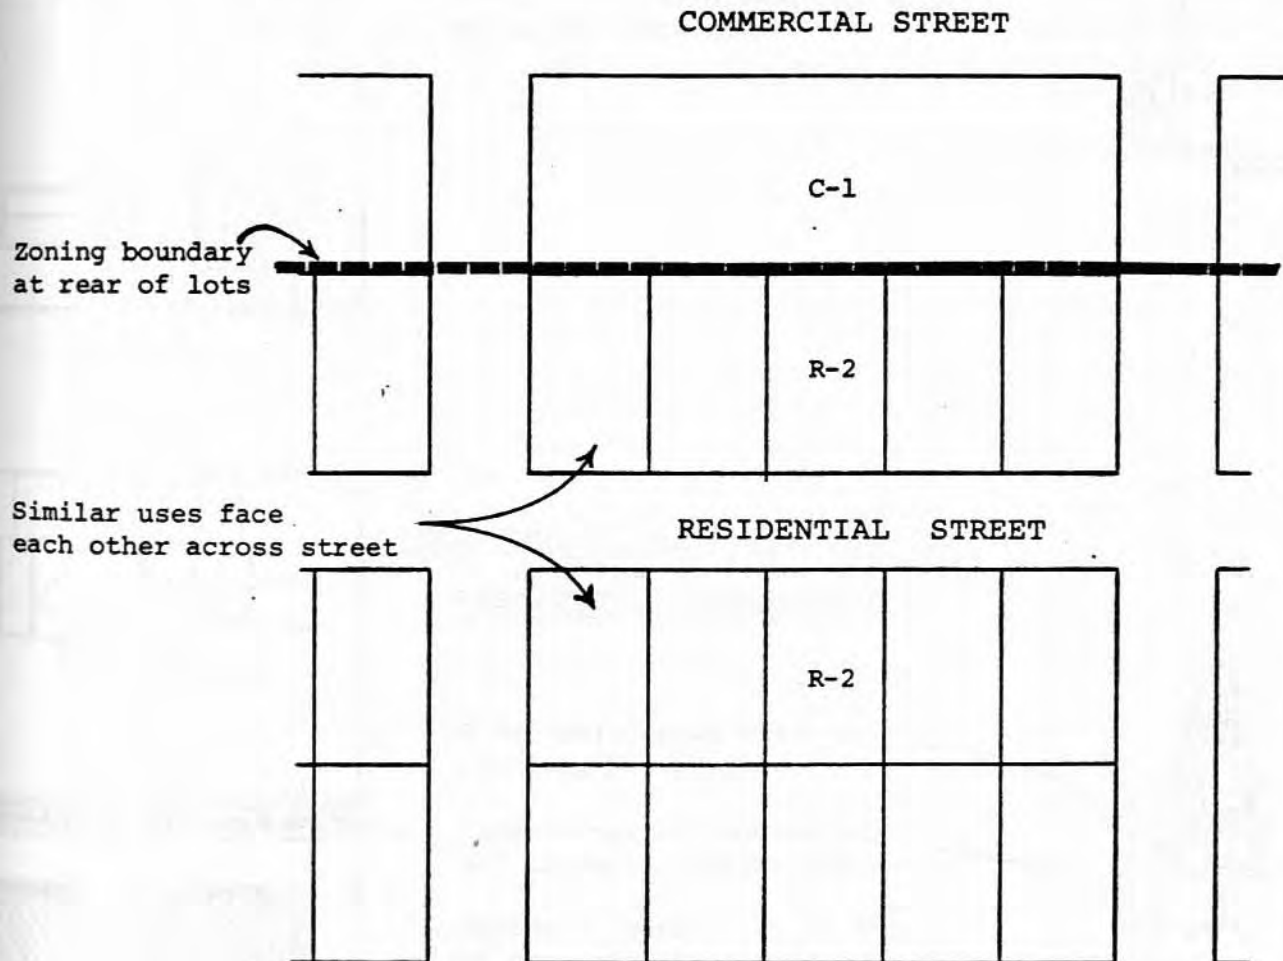 COMMERCIAL STREET
C-1
Zoning boundary
at rear of lots
R-2
Similar uses face
each other across street
RESIDENTIAL STREET
R-2